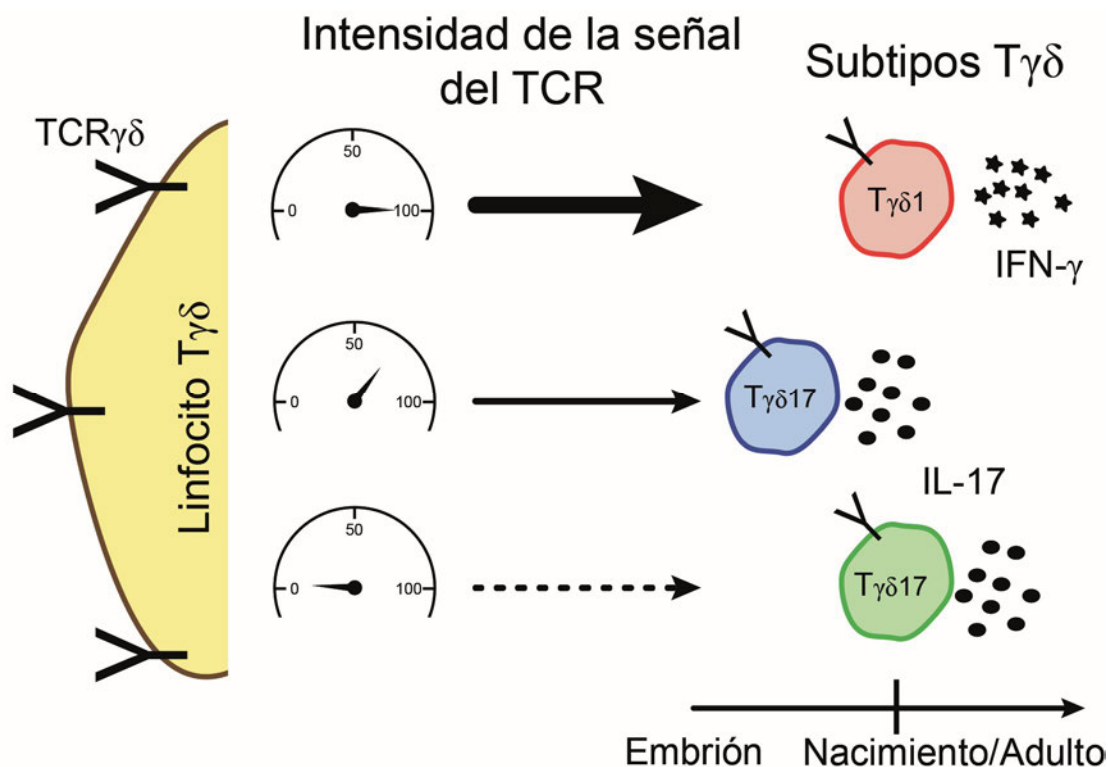 Intensidad de la señal
del TCR
Subtipos Tγδ
TCRγδ
Linfocito Tγδ
50
0
100
Tγδ1
IFN-γ
50
0
100
Tγδ17
IL-17
50
0
100
Tγδ17
Embrión
Nacimiento/Adulto